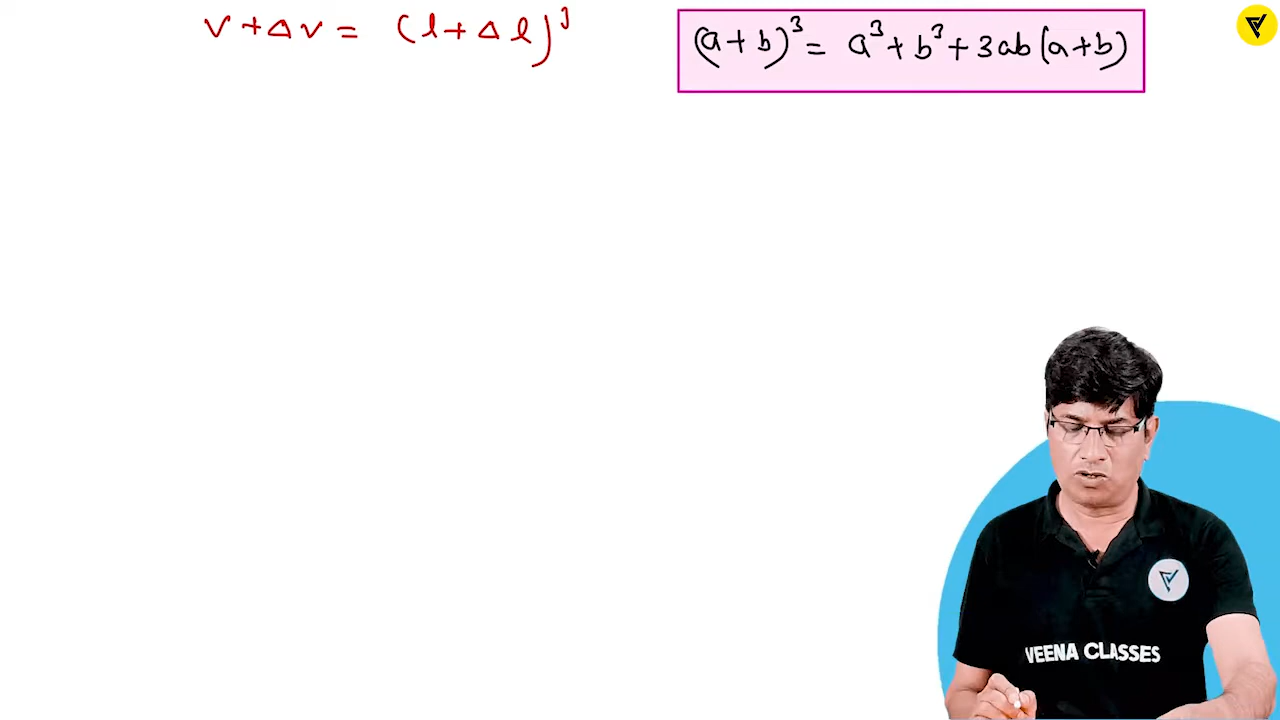 v + Δv = (l + Δl)³
(a + b)³ = a³ + b³ + 3ab(a + b)
VEENA CLASSES